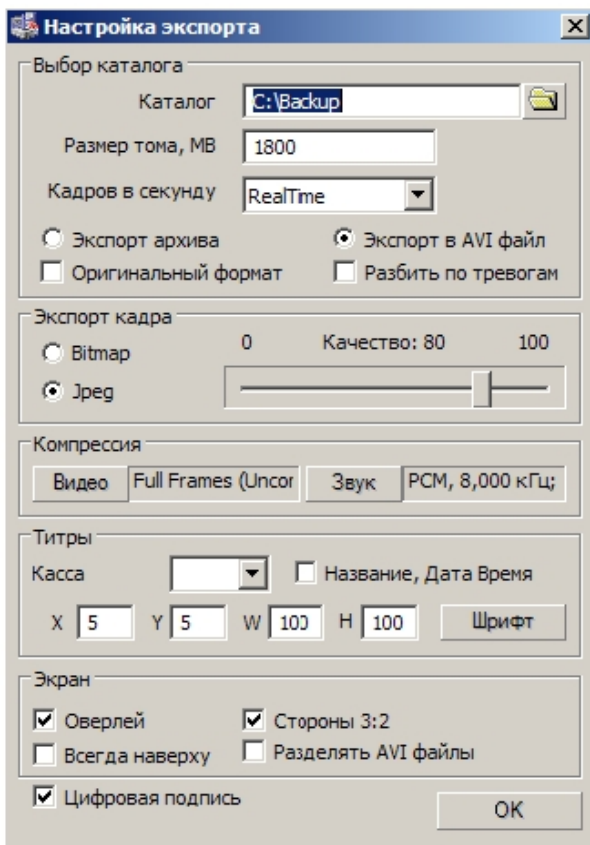 Настройка экспорта
Выбор каталога
Каталог C:\Backup
Размер тома, МВ 1800
Кадров в секунду RealTime
Экспорт архива Экспорт в AVI файл
Оригинальный формат Разбить по тревогам
Экспорт кадра
Bitmap 0 Качество: 80 100
Jpeg
Компрессия
Видео Full Frames (Uncor Звук PCM, 8,000 кГц;
Титры
Касса Название, Дата Время
X 5 Y 5 W 100 H 100 Шрифт
Экран
Оверлей Стороны 3:2
Всегда наверху Разделять AVI файлы
Цифровая подпись OK